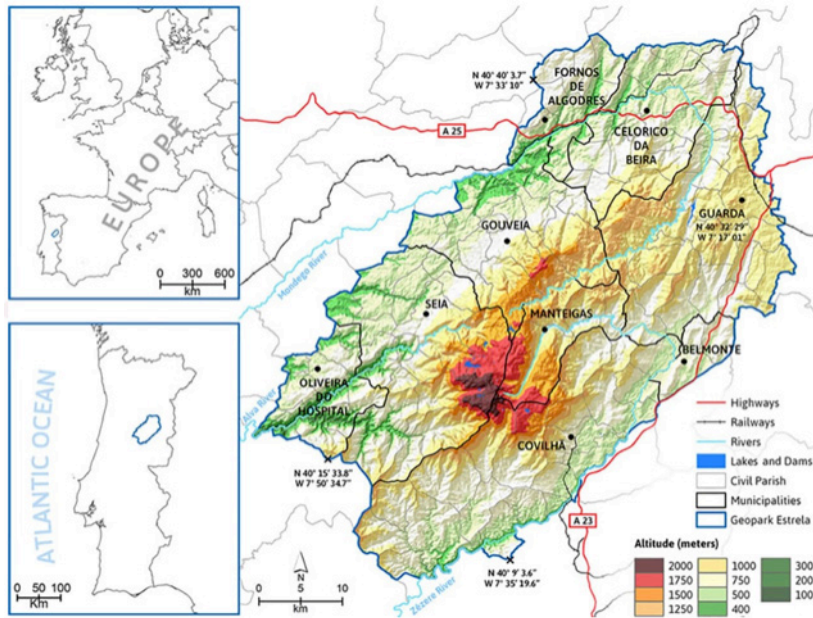 EUROPE
0 300 600
km
ATLANTIC OCEAN
0 50 100
Km
N 40° 40' 3.7"
W 7° 33' 10"
FORNOS
DE
ALGODRES
A 25
CELORICO
DA
BEIRA
GUARDA
N 40° 32' 29"
W 7° 17' 01"
GOUVEIA
Mondego River
SEIA
MANTEIGAS
BELMONTE
OLIVEIRA
DO
HOSPITAL
Alva River
COVILHÃ
N 40° 15' 33.8"
W 7° 50' 34.7"
A 23
N
0 5 10
km
N 40° 9' 3.6"
W 7° 35' 19.6"
Zêzere River
Highways
Railways
Rivers
Lakes and Dams
Civil Parish
Municipalities
Geopark Estrela
Altitude (meters)
2000 1000 300
1750 750 200
1500 500 100
1250 400